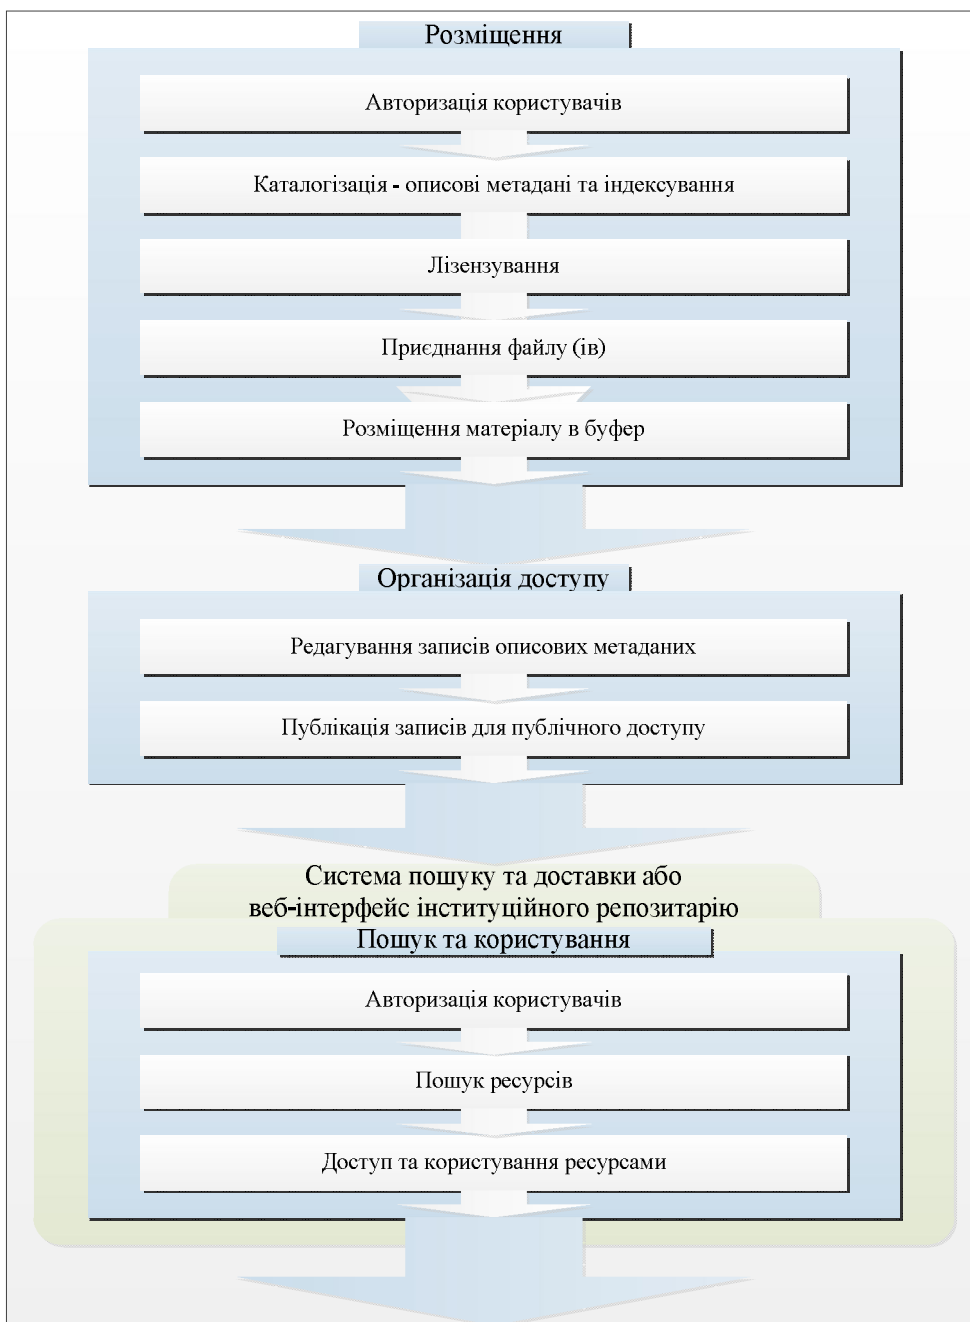 Розміщення
Авторизація користувачів
Каталогізація - описові метадані та індексування
Лізензування
Приєднання файлу (ів)
Розміщення матеріалу в буфер
Організація доступу
Редагування записів описових метаданих
Публікація записів для публічного доступу
Система пошуку та доставки або
веб-інтерфейс інституційного репозитарію
Пошук та користування
Авторизація користувачів
Пошук ресурсів
Доступ та користування ресурсами